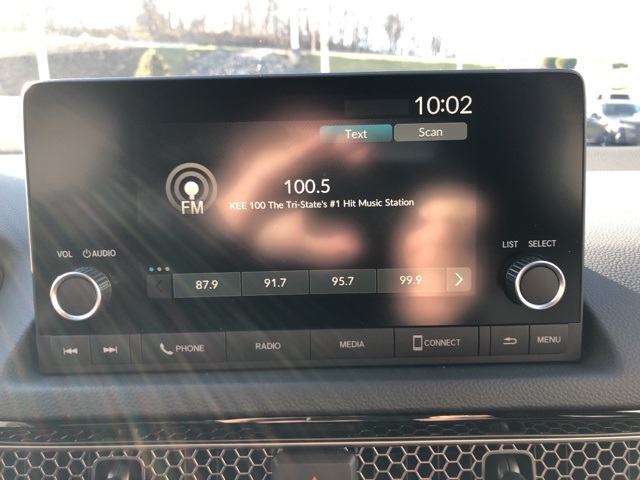 10:02
Text Scan
100.5
FM
KEE 100 The Tri-State's #1 Hit Music Station
VOL AUDIO
LIST SELECT
87.9 91.7 95.7 99.9
PHONE RADIO MEDIA CONNECT MENU